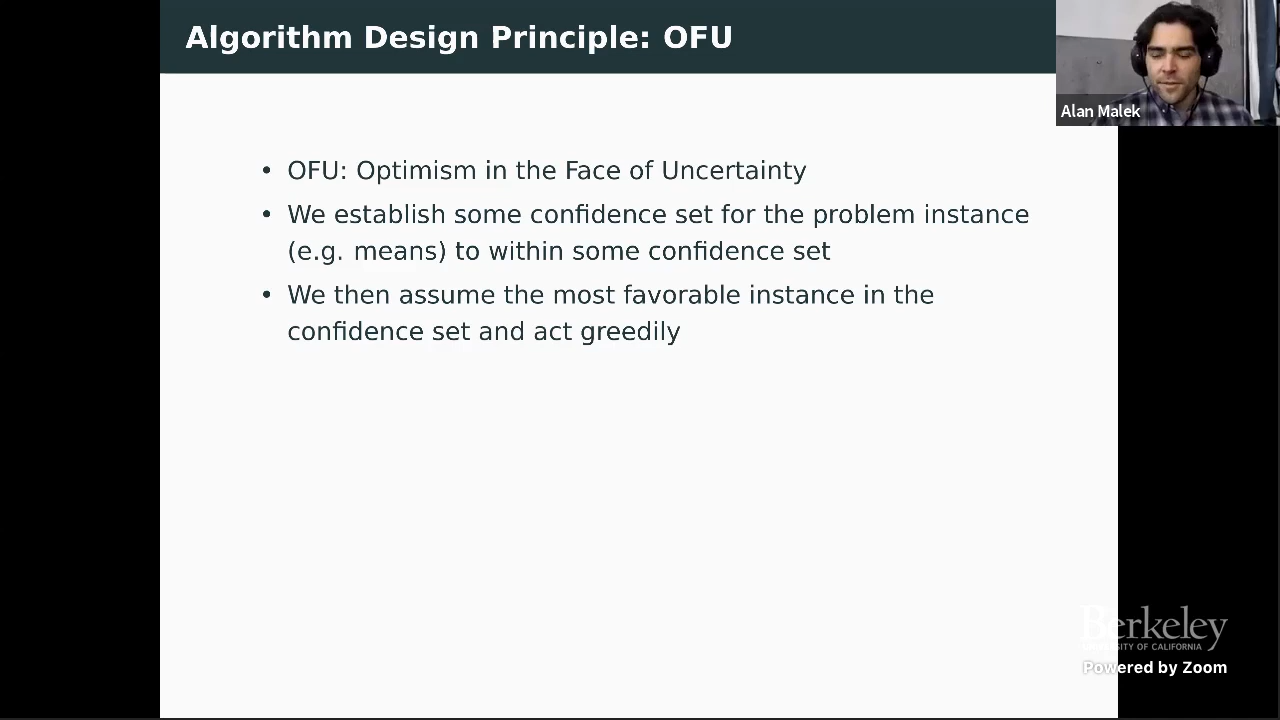 Algorithm Design Principle: OFU
Alan Malek
• OFU: Optimism in the Face of Uncertainty
• We establish some confidence set for the problem instance
(e.g. means) to within some confidence set
• We then assume the most favorable instance in the
confidence set and act greedily
Berkeley
UNIVERSITY OF CALIFORNIA
Powered by Zoom